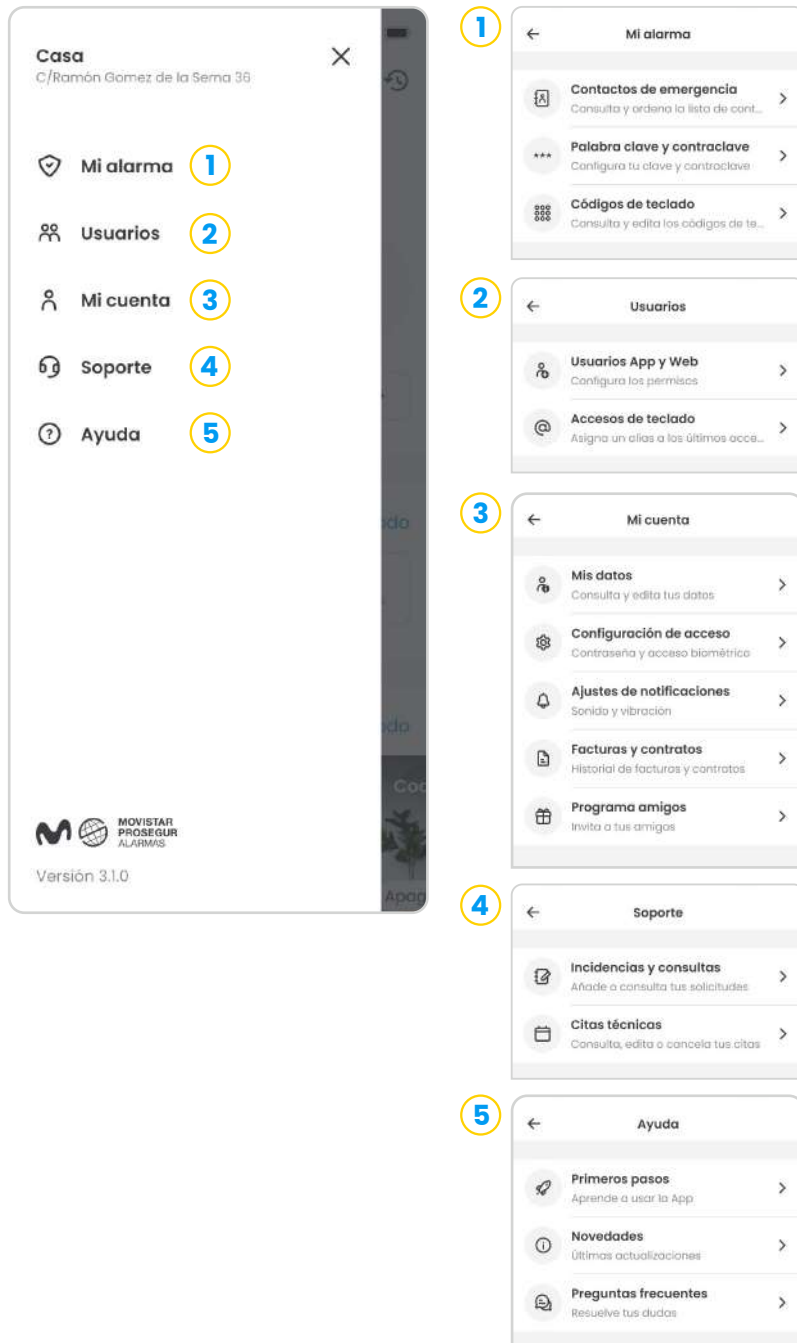 Casa
C/Ramón Gomez de la Serna 36
Mi alarma 1
Usuarios 2
Mi cuenta 3
Soporte 4
Ayuda 5
MOVISTAR
PROSEGUR
ALARMAS
Versión 3.1.0
odo
odo
Coc
Apag
1
Mi alarma
Contactos de emergencia
Consulta y ordena la lista de cont...
Palabra clave y contraclave
Configura tu clave y contraclave
Códigos de teclado
Consulta y edita los códigos de te...
2
Usuarios
Usuarios App y Web
Configura los permisos
Accesos de teclado
Asigna un alias a los últimos acce...
3
Mi cuenta
Mis datos
Consulta y edita tus datos
Configuración de acceso
Contraseña y acceso biométrico
Ajustes de notificaciones
Sonido y vibración
Facturas y contratos
Historial de facturas y contratos
Programa amigos
Invita a tus amigos
4
Soporte
Incidencias y consultas
Añade o consulta tus solicitudes
Citas técnicas
Consulta, edita o cancela tus citas
5
Ayuda
Primeros pasos
Aprende a usar la App
Novedades
Últimas actualizaciones
Preguntas frecuentes
Resuelve tus dudas